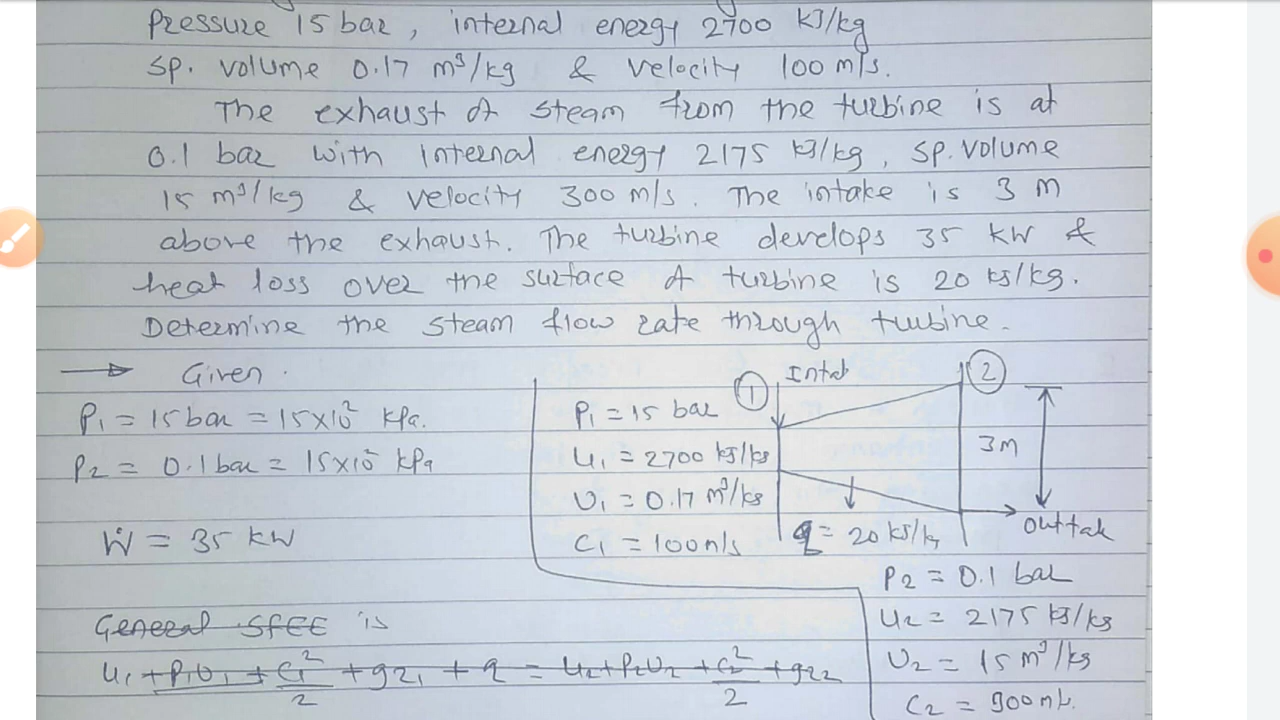 Pressure 15 bar, internal energy 2700 kJ/kg
sp. volume 0.17 m³/kg & velocity 100 m/s.
The exhaust of steam from the turbine is at
0.1 bar with internal energy 2175 kJ/kg, sp. volume
15 m³/kg & velocity 300 m/s. The intake is 3 m
above the exhaust. The turbine develops 35 kW &
heat loss over the surface of turbine is 20 kJ/kg.
Determine the steam flow rate through turbine.
→ Given.
P₁ = 15 bar = 15×10² kPa.
P₂ = 0.1 bar = 15×10² kPa
Ẇ = 35 kW
General SFEE is
u₁ + P₁v₁ + c₁²/2 + gz₁ + q = u₂ + P₂v₂ + c₂²/2 + gz₂
① Intak
②
P₁ = 15 bar
u₁ = 2700 kJ/kg
v₁ = 0.17 m³/kg
c₁ = 100 m/s
3m
q = 20 kJ/kg
Outtak
P₂ = 0.1 bar
u₂ = 2175 kJ/kg
v₂ = 15 m³/kg
c₂ = 300 m/s.